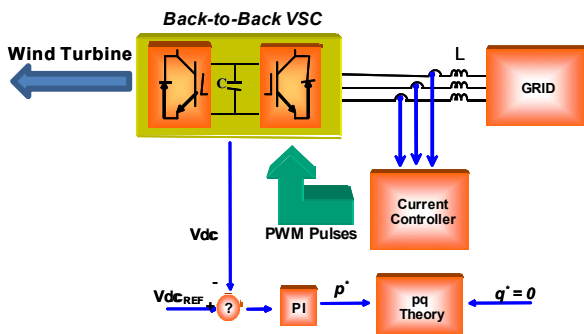 Back-to-Back VSC
Wind Turbine
C
L
GRID
Current
Controller
PWM Pulses
Vdc
-
Vdc_REF
+
?
PI
p*
pq
Theory
q* = 0